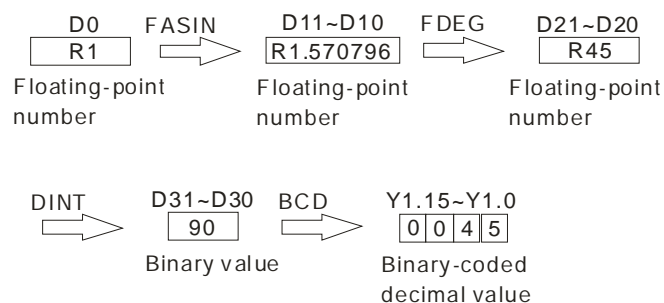 D0 FASIN D11~D10 FDEG D21~D20
R1 R1.570796 R45
Floating-point number Floating-point number Floating-point number
DINT D31~D30 BCD Y1.15~Y1.0
90 0 0 4 5
Binary value Binary-coded decimal value